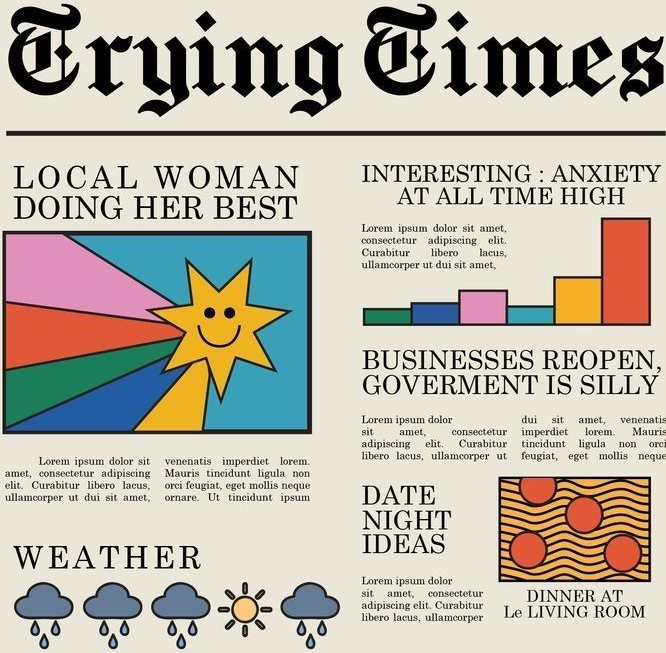 Trying Times
LOCAL WOMAN
DOING HER BEST
Lorem ipsum dolor sit
amet, consectetur adipiscing
elit. Curabitur libero lacus,
ullamcorper ut dui sit amet,
venenatis imperdiet lorem.
Mauris tincidunt ligula non
orci feugiat, eget mollis neque
ornare. Ut tincidunt ipsum
WEATHER
INTERESTING : ANXIETY
AT ALL TIME HIGH
Lorem ipsum dolor sit amet,
consectetur adipiscing elit.
Curabitur libero lacus,
ullamcorper ut dui sit amet,
BUSINESSES REOPEN,
GOVERMENT IS SILLY
Lorem ipsum dolor
sit amet, consectetur
adipiscing elit. Curabitur
libero lacus, ullamcorper ut
dui sit amet, venenatis
imperdiet lorem. Mauris
tincidunt ligula non orci
feugiat, eget mollis neque
DATE
NIGHT
IDEAS
Lorem ipsum dolor
sit amet, consectetur
adipiscing elit. Curabitur
libero lacus, ullamcorper
DINNER AT
Le LIVING ROOM